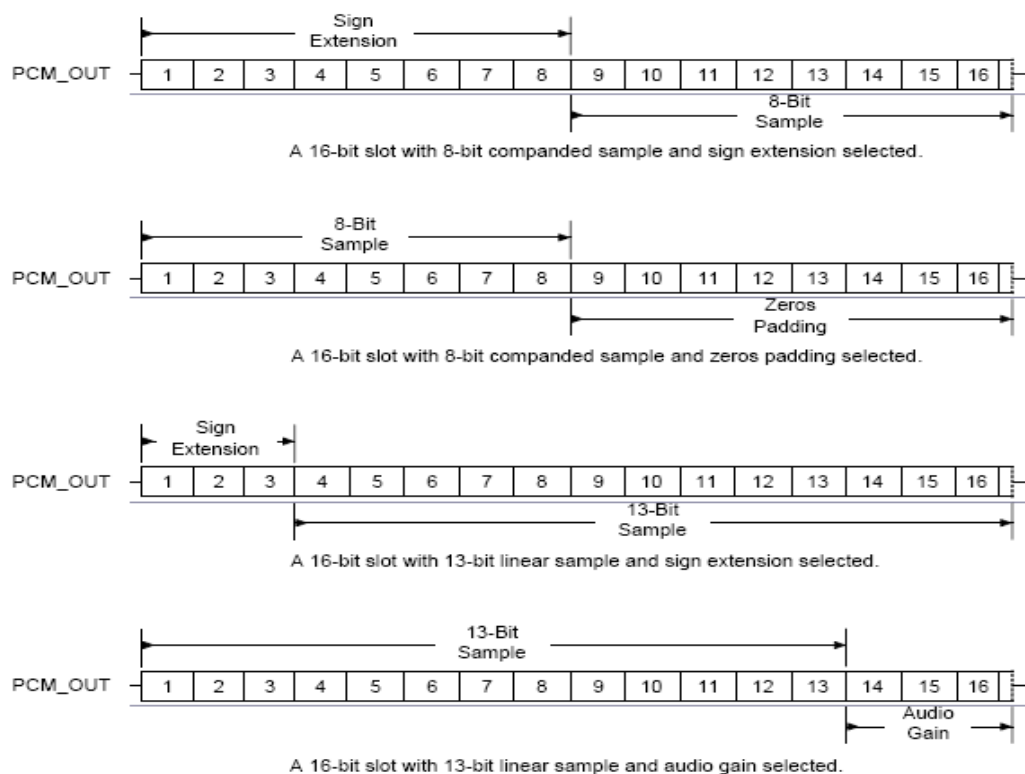 Sign
Extension
PCM_OUT 1 2 3 4 5 6 7 8 9 10 11 12 13 14 15 16
8-Bit
Sample
A 16-bit slot with 8-bit companded sample and sign extension selected.
8-Bit
Sample
PCM_OUT 1 2 3 4 5 6 7 8 9 10 11 12 13 14 15 16
Zeros
Padding
A 16-bit slot with 8-bit companded sample and zeros padding selected.
Sign
Extension
PCM_OUT 1 2 3 4 5 6 7 8 9 10 11 12 13 14 15 16
13-Bit
Sample
A 16-bit slot with 13-bit linear sample and sign extension selected.
13-Bit
Sample
PCM_OUT 1 2 3 4 5 6 7 8 9 10 11 12 13 14 15 16
Audio
Gain
A 16-bit slot with 13-bit linear sample and audio gain selected.